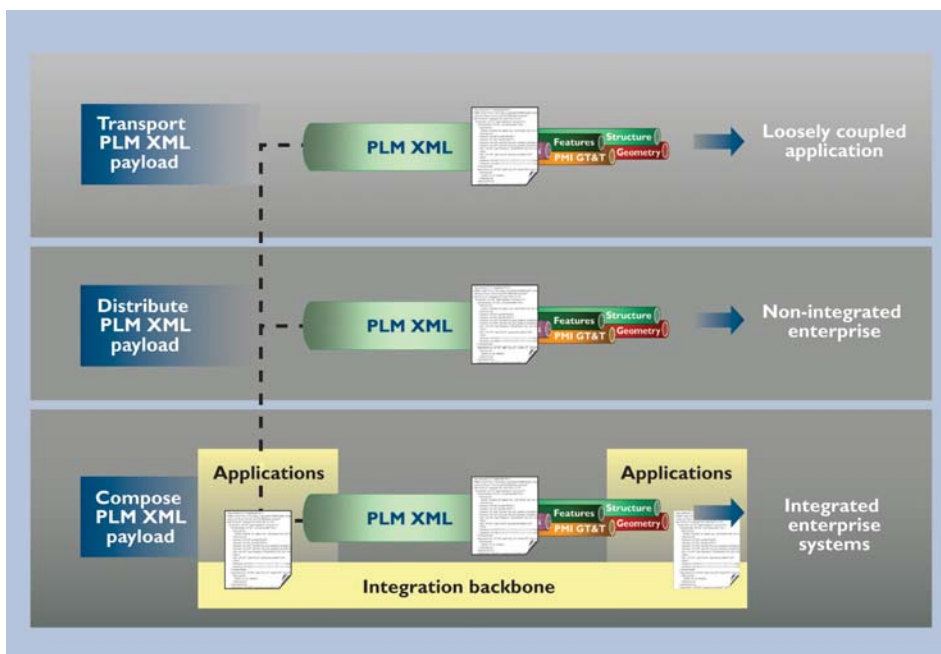 Transport
PLM XML
payload
PLM XML
Structure
Features
Geometry
PMI GT&T
Loosely coupled
application
Distribute
PLM XML
payload
PLM XML
Structure
Features
Geometry
PMI GT&T
Non-integrated
enterprise
Applications
Applications
Compose
PLM XML
payload
PLM XML
Structure
Features
Geometry
PMI GT&T
Integrated
enterprise
systems
Integration backbone